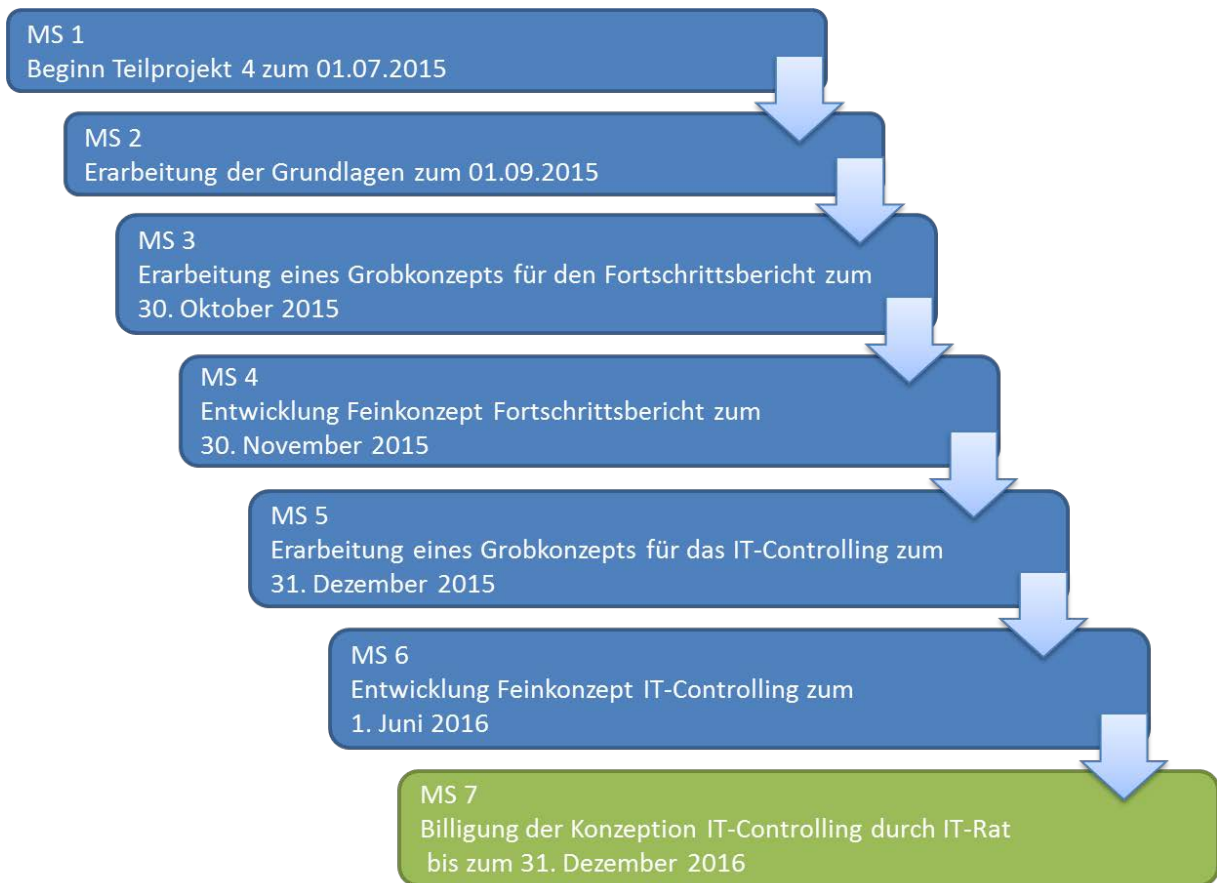 MS 1
Beginn Teilprojekt 4 zum 01.07.2015
MS 2
Erarbeitung der Grundlagen zum 01.09.2015
MS 3
Erarbeitung eines Grobkonzepts für den Fortschrittsbericht zum
30. Oktober 2015
MS 4
Entwicklung Feinkonzept Fortschrittsbericht zum
30. November 2015
MS 5
Erarbeitung eines Grobkonzepts für das IT-Controlling zum
31. Dezember 2015
MS 6
Entwicklung Feinkonzept IT-Controlling zum
1. Juni 2016
MS 7
Billigung der Konzeption IT-Controlling durch IT-Rat
bis zum 31. Dezember 2016